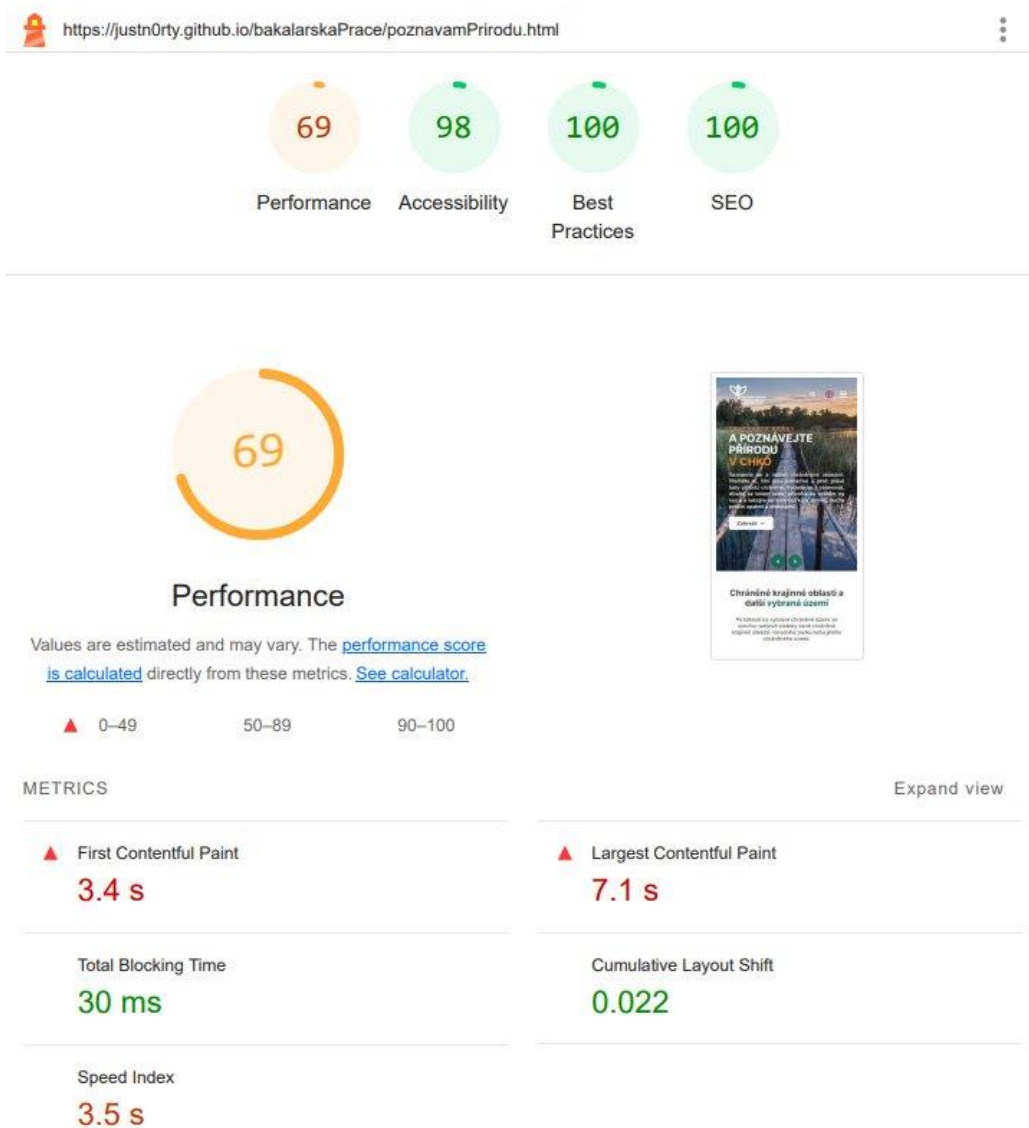 https://justn0rty.github.io/bakalarskaPrace/poznavamPrirodu.html
69
98
100
100
Performance
Accessibility
Best
Practices
SEO
69
Performance
Values are estimated and may vary. The performance score
is calculated directly from these metrics. See calculator.
0–49
50–89
90–100
A POZNÁVEJTE
PŘÍRODU
V CHKO
Zobrazit →
Chráněné krajinné oblasti a
další vybraná území
METRICS
Expand view
First Contentful Paint
3.4 s
Largest Contentful Paint
7.1 s
Total Blocking Time
30 ms
Cumulative Layout Shift
0.022
Speed Index
3.5 s